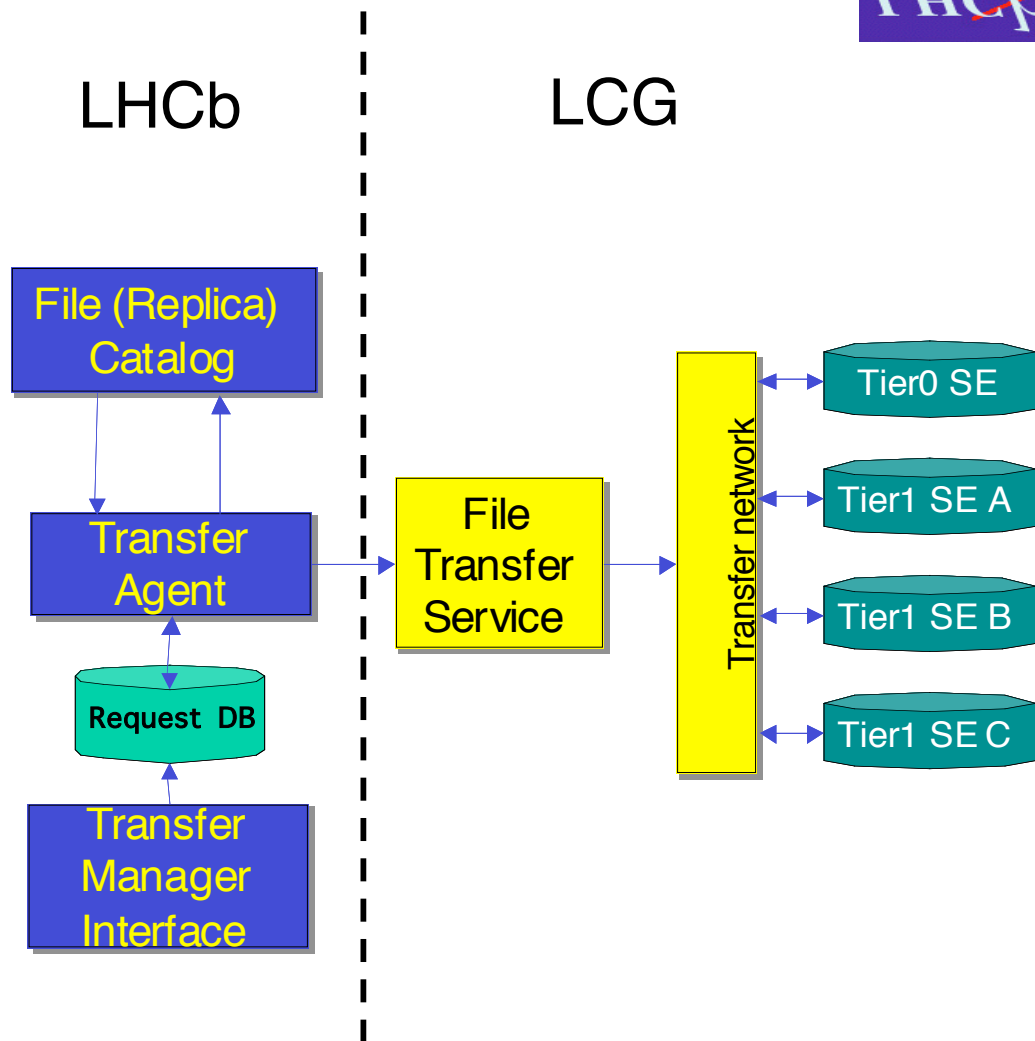 LHCb
LCG
File (Replica)
Catalog
Transfer
Agent
Request DB
Transfer
Manager
Interface
File
Transfer
Service
Transfer network
Tier0 SE
Tier1 SE A
Tier1 SE B
Tier1 SE C